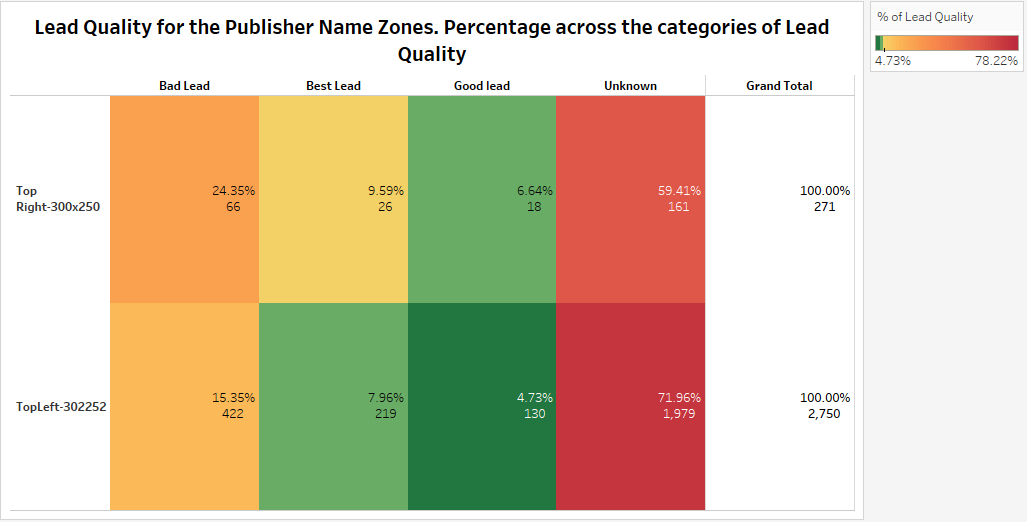 Lead Quality for the Publisher Name Zones. Percentage across the categories of Lead
Quality
% of Lead Quality
4.73% 78.22%
Bad Lead Best Lead Good lead Unknown Grand Total
Top
Right-300x250
24.35% 9.59% 6.64% 59.41% 100.00%
66 26 18 161 271
TopLeft-302252
15.35% 7.96% 4.73% 71.96% 100.00%
422 219 130 1,979 2,750